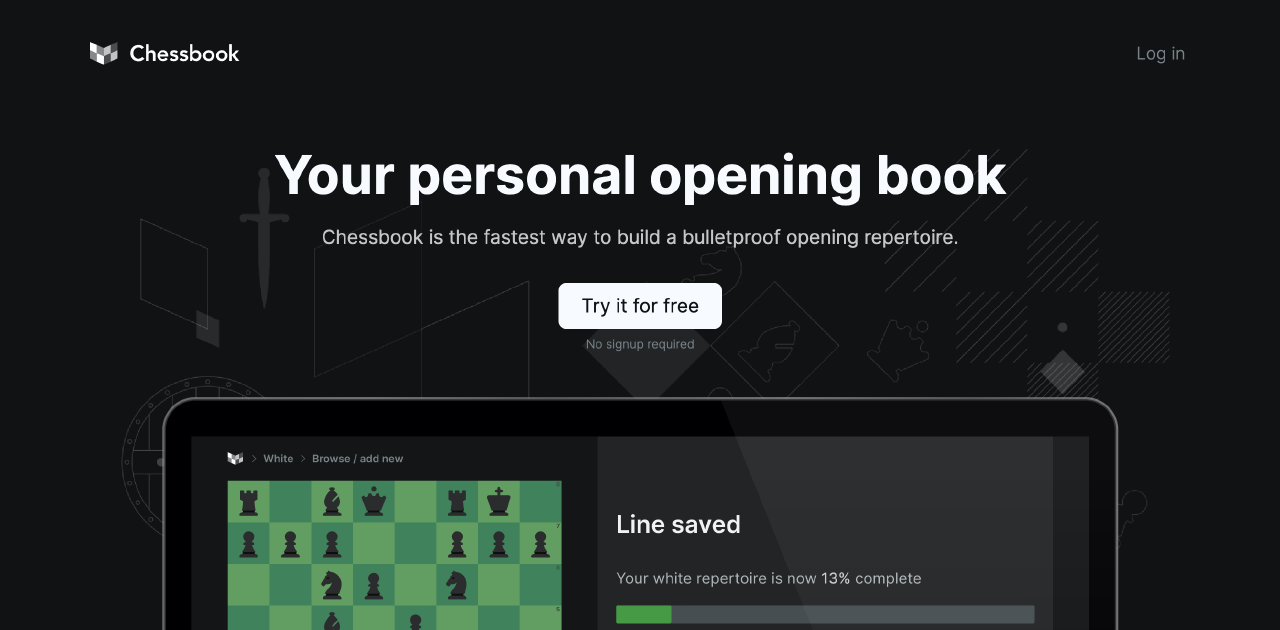 Chessbook
Log in
Your personal opening book
Chessbook is the fastest way to build a bulletproof opening repertoire.
Try it for free
No signup required
White
Browse / add new
Line saved
Your white repertoire is now 13% complete